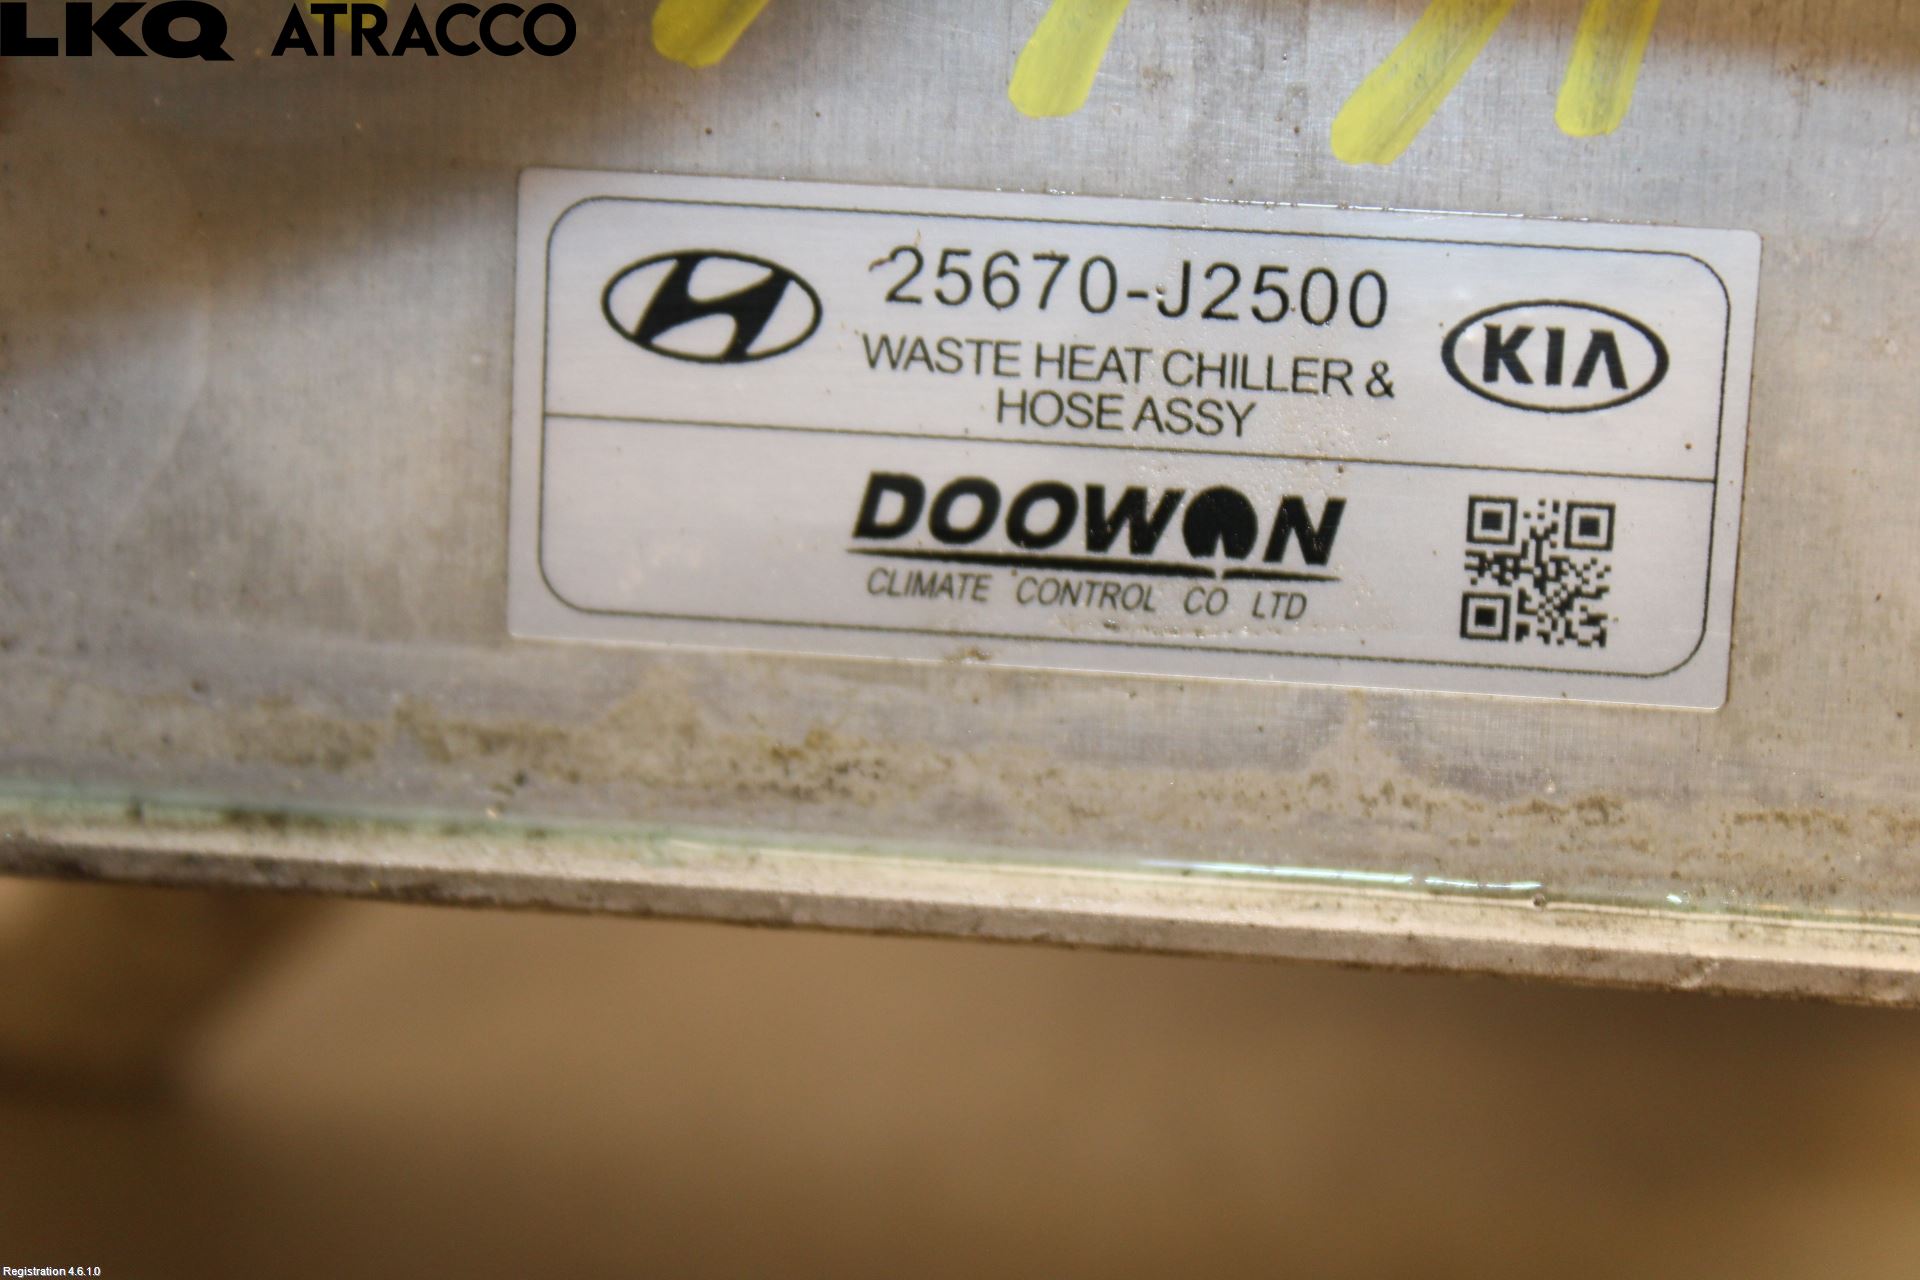 LKQ ATRACCO
25670-J2500
WASTE HEAT CHILLER &
HOSE ASSY
KIA
DOOWON
CLIMATE CONTROL CO LTD
Registration 4.6.1.0